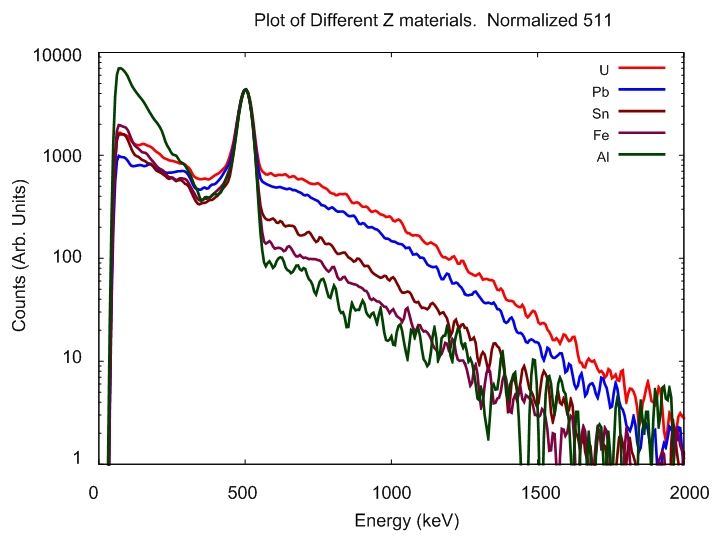 Plot of Different Z materials.  Normalized 511
10000
1000
100
10
1
Counts (Arb. Units)
U
Pb
Sn
Fe
Al
0 500 1000 1500 2000
Energy (keV)